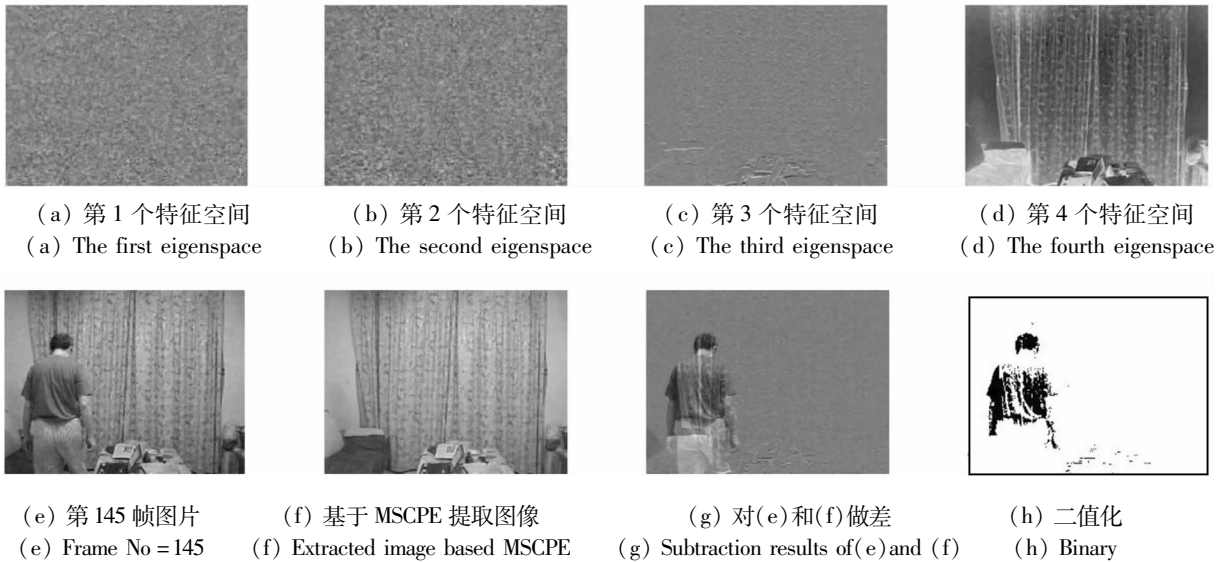 (a) 第 1 个特征空间
(a) The first eigenspace
(b) 第 2 个特征空间
(b) The second eigenspace
(c) 第 3 个特征空间
(c) The third eigenspace
(d) 第 4 个特征空间
(d) The fourth eigenspace
(e) 第 145 帧图片
(e) Frame No = 145
(f) 基于 MSCPE 提取图像
(f) Extracted image based MSCPE
(g) 对(e)和(f)做差
(g) Subtraction results of(e)and (f)
(h) 二值化
(h) Binary